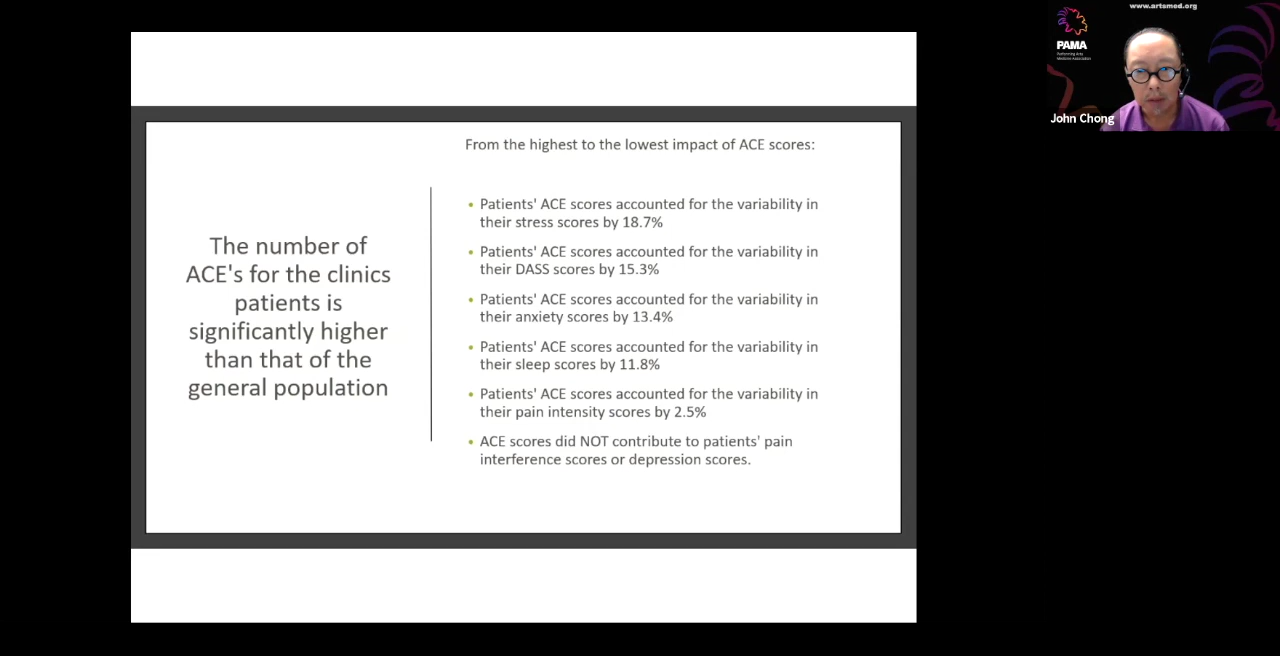 The number of
ACE's for the clinics
patients is
significantly higher
than that of the
general population
From the highest to the lowest impact of ACE scores:
• Patients' ACE scores accounted for the variability in
their stress scores by 18.7%
• Patients' ACE scores accounted for the variability in
their DASS scores by 15.3%
• Patients' ACE scores accounted for the variability in
their anxiety scores by 13.4%
• Patients' ACE scores accounted for the variability in
their sleep scores by 11.8%
• Patients' ACE scores accounted for the variability in
their pain intensity scores by 2.5%
• ACE scores did NOT contribute to patients' pain
interference scores or depression scores.
www.artsmed.org
PAMA
Performing Arts
Medicine Association
John Chong